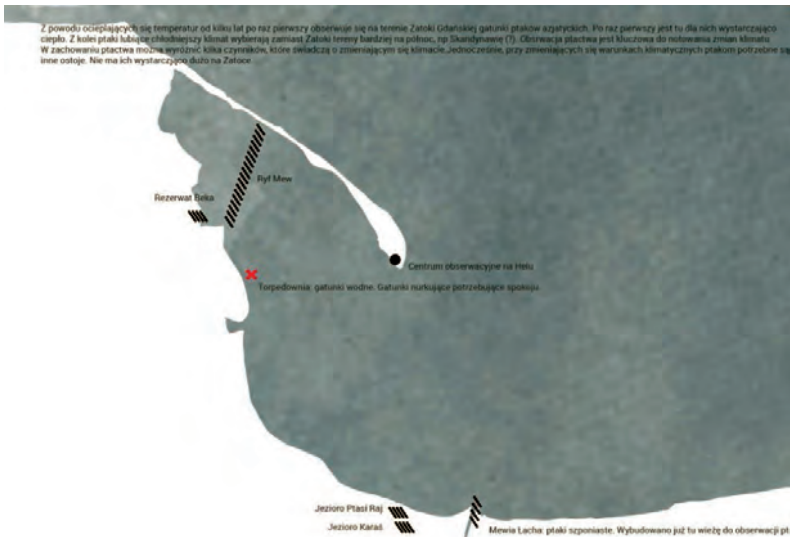 Z powodu ocieplających się temperatur od kilku lat po raz pierwszy obserwuje się na terenie Zatoki Gdańskiej gatunki ptaków azjatyckich. Po raz pierwszy jest tu dla nich wystarczająco
ciepło. Z kolei ptaki lubiące chłodniejszy klimat wybierają zamiast Zatoki tereny bardziej na północ, np Skandynawię (?). Obsrwacja ptactwa jest kluczowa do notowania zmian klimatu.
W zachowaniu ptactwa można wyróżnić kilka czynników, które świadczą o zmieniającym się klimacie.Jednocześnie, przy zmieniających się warunkach klimatycznych ptakom potrzebne są
inne ostoje. Nie ma ich wystarczjąco dużo na Zatoce.
Ryf Mew
Rezerwat Beka
Centrum obserwacyjne na Helu
Torpedownia: gatunki wodne. Gatunki nurkujące potrzebujące spokoju.
Jezioro Ptasi Raj
Jezioro Karaś
Mewia Łacha: ptaki szponiaste. Wybudowano już tu wieżę do obserwacji pt